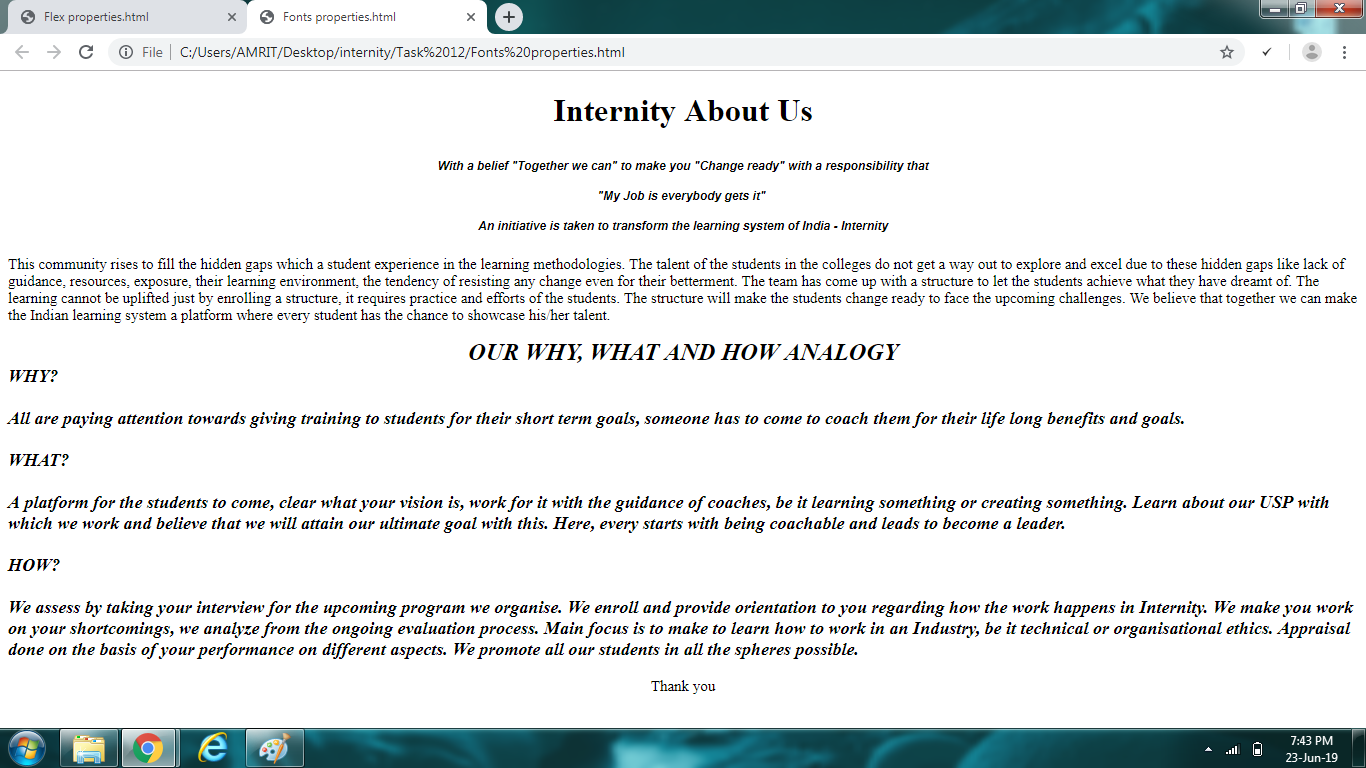 Flex properties.html
Fonts properties.html
File
C:/Users/AMRIT/Desktop/internity/Task%2012/Fonts%20properties.html
Internity About Us
With a belief "Together we can" to make you "Change ready" with a responsibility that
"My Job is everybody gets it"
An initiative is taken to transform the learning system of India - Internity
This community rises to fill the hidden gaps which a student experience in the learning methodologies. The talent of the students in the colleges do not get a way out to explore and excel due to these hidden gaps like lack of
guidance, resources, exposure, their learning environment, the tendency of resisting any change even for their betterment. The team has come up with a structure to let the students achieve what they have dreamt of. The
learning cannot be uplifted just by enrolling a structure, it requires practice and efforts of the students. The structure will make the students change ready to face the upcoming challenges. We believe that together we can make
the Indian learning system a platform where every student has the chance to showcase his/her talent.
OUR WHY, WHAT AND HOW ANALOGY
WHY?
All are paying attention towards giving training to students for their short term goals, someone has to come to coach them for their life long benefits and goals.
WHAT?
A platform for the students to come, clear what your vision is, work for it with the guidance of coaches, be it learning something or creating something. Learn about our USP with
which we work and believe that we will attain our ultimate goal with this. Here, every starts with being coachable and leads to become a leader.
HOW?
We assess by taking your interview for the upcoming program we organise. We enroll and provide orientation to you regarding how the work happens in Internity. We make you work
on your shortcomings, we analyze from the ongoing evaluation process. Main focus is to make to learn how to work in an Industry, be it technical or organisational ethics. Appraisal
done on the basis of your performance on different aspects. We promote all our students in all the spheres possible.
Thank you
7:43 PM
23-Jun-19